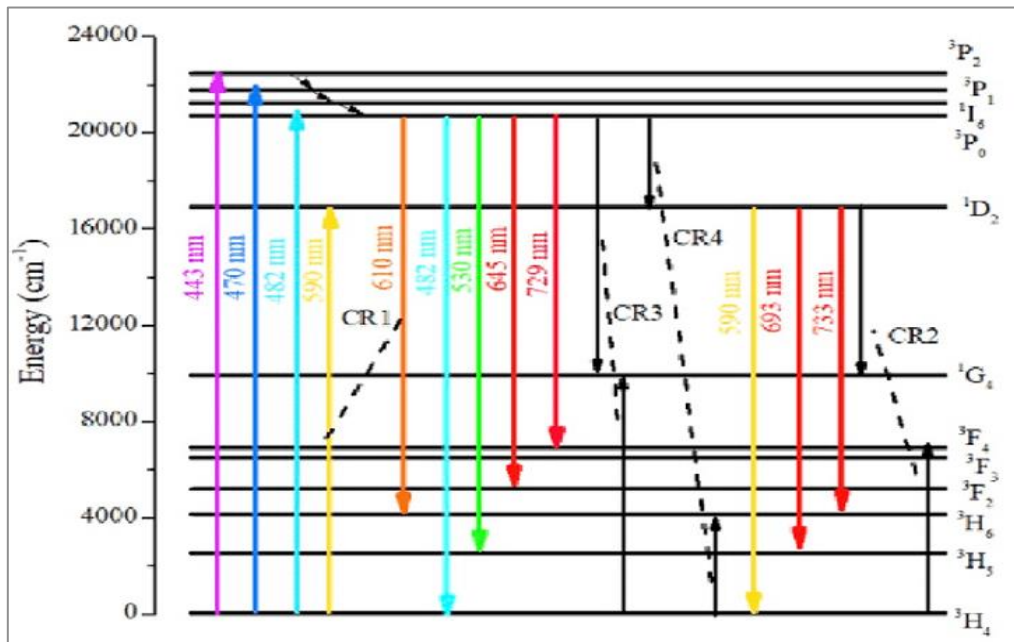 24000
20000
16000
12000
8000
4000
0
Energy (cm⁻¹)
443 nm
470 nm
482 nm
590 nm
CR1
610 nm
482 nm
530 nm
645 nm
729 nm
CR3
CR4
590 nm
693 nm
733 nm
CR2
³P₂
³P₁
¹I₆
³P₀
¹D₂
¹G₄
³F₄
³F₃
³F₂
³H₆
³H₅
³H₄